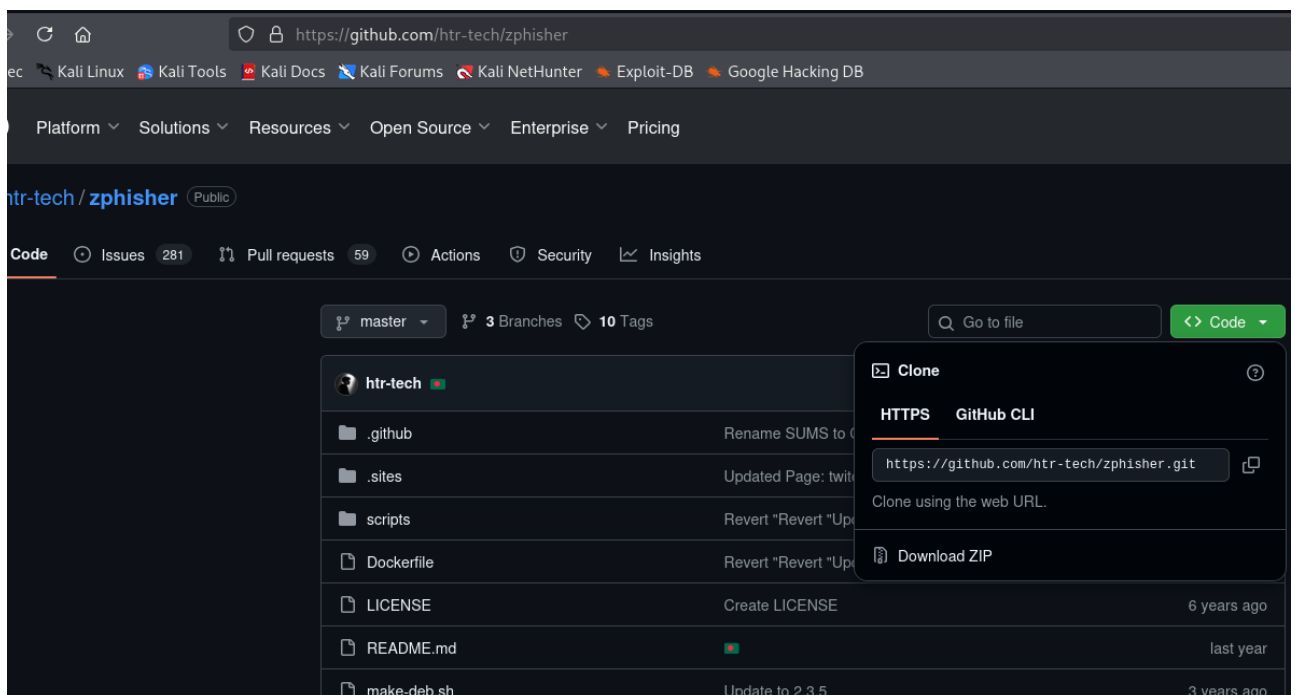 https://github.com/htr-tech/zphisher
ec Kali Linux Kali Tools Kali Docs Kali Forums Kali NetHunter Exploit-DB Google Hacking DB
Platform Solutions Resources Open Source Enterprise Pricing
htr-tech / zphisher Public
Code Issues 281 Pull requests 59 Actions Security Insights
master 3 Branches 10 Tags Go to file Code
htr-tech
Clone
HTTPS GitHub CLI
.github Rename SUMS to
https://github.com/htr-tech/zphisher.git
.sites Updated Page: twit
Clone using the web URL.
scripts Revert "Revert "Up
Dockerfile Revert "Revert "Up
Download ZIP
LICENSE Create LICENSE 6 years ago
README.md last year
make-deb.sh Update to 2.3.5 3 years ago